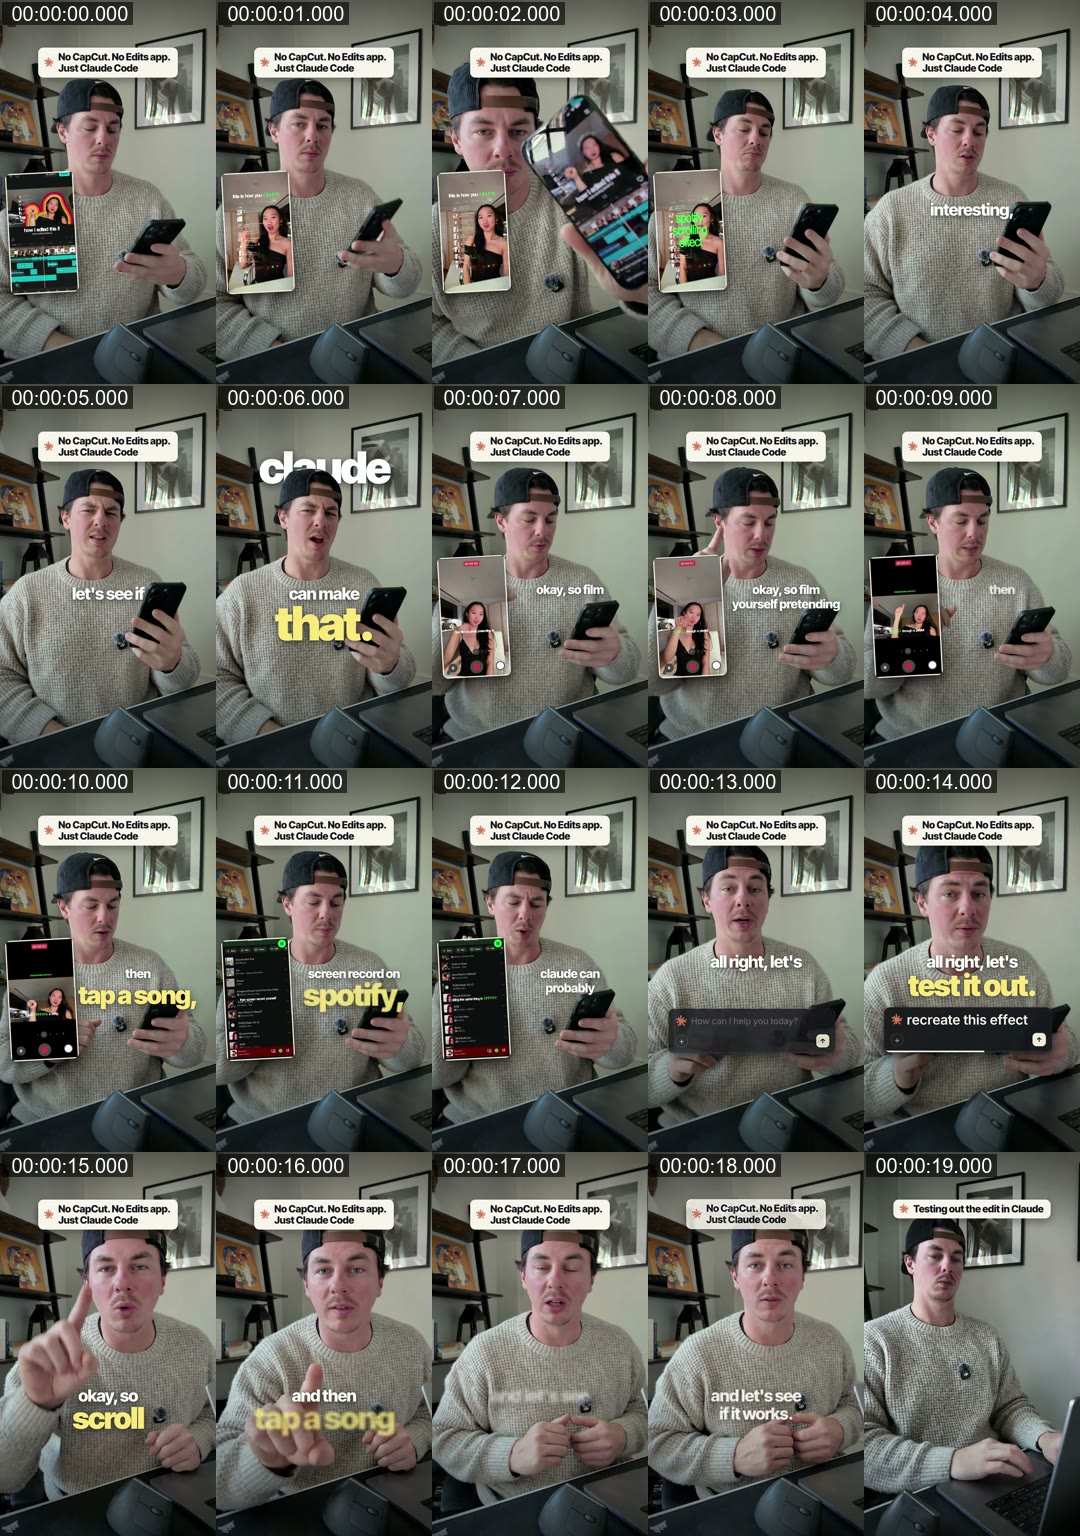 00:00:00.000
No CapCut. No Edits app.
Just Claude Code
how I edited this !!
00:00:01.000
No CapCut. No Edits app.
Just Claude Code
this is how you
00:00:02.000
No CapCut. No Edits app.
Just Claude Code
this is how you
00:00:03.000
No CapCut. No Edits app.
Just Claude Code
spotify
scrolling
effect
00:00:04.000
No CapCut. No Edits app.
Just Claude Code
interesting,
00:00:05.000
No CapCut. No Edits app.
Just Claude Code
let's see if
00:00:06.000
claude
can make
that.
00:00:07.000
No CapCut. No Edits app.
Just Claude Code
okay, so film
00:00:08.000
No CapCut. No Edits app.
Just Claude Code
okay, so film
yourself pretending
00:00:09.000
No CapCut. No Edits app.
Just Claude Code
then
00:00:10.000
No CapCut. No Edits app.
Just Claude Code
then
tap a song,
00:00:11.000
No CapCut. No Edits app.
Just Claude Code
screen record on
spotify,
00:00:12.000
No CapCut. No Edits app.
Just Claude Code
claude can
probably
00:00:13.000
No CapCut. No Edits app.
Just Claude Code
all right, let's
How can I help you today?
00:00:14.000
No CapCut. No Edits app.
Just Claude Code
all right, let's
test it out.
recreate this effect
00:00:15.000
No CapCut. No Edits app.
Just Claude Code
okay, so
scroll
00:00:16.000
No CapCut. No Edits app.
Just Claude Code
and then
tap a song
00:00:17.000
No CapCut. No Edits app.
Just Claude Code
00:00:18.000
No CapCut. No Edits app.
Just Claude Code
and let's see
if it works.
00:00:19.000
Testing out the edit in Claude